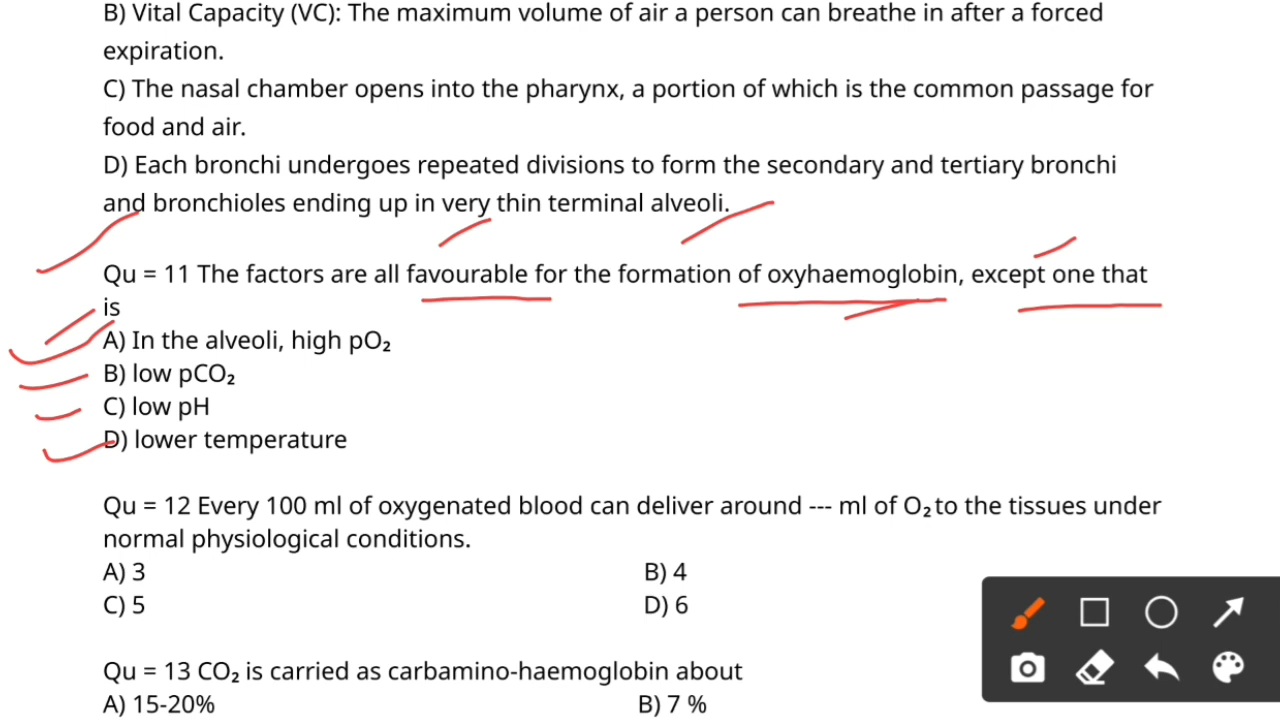 B) Vital Capacity (VC): The maximum volume of air a person can breathe in after a forced
expiration.
C) The nasal chamber opens into the pharynx, a portion of which is the common passage for
food and air.
D) Each bronchi undergoes repeated divisions to form the secondary and tertiary bronchi
and bronchioles ending up in very thin terminal alveoli.
Qu = 11 The factors are all favourable for the formation of oxyhaemoglobin, except one that
is
A) In the alveoli, high pO₂
B) low pCO₂
C) low pH
D) lower temperature
Qu = 12 Every 100 ml of oxygenated blood can deliver around --- ml of O₂ to the tissues under
normal physiological conditions.
A) 3 B) 4
C) 5 D) 6
Qu = 13 CO₂ is carried as carbamino-haemoglobin about
A) 15-20% B) 7 %